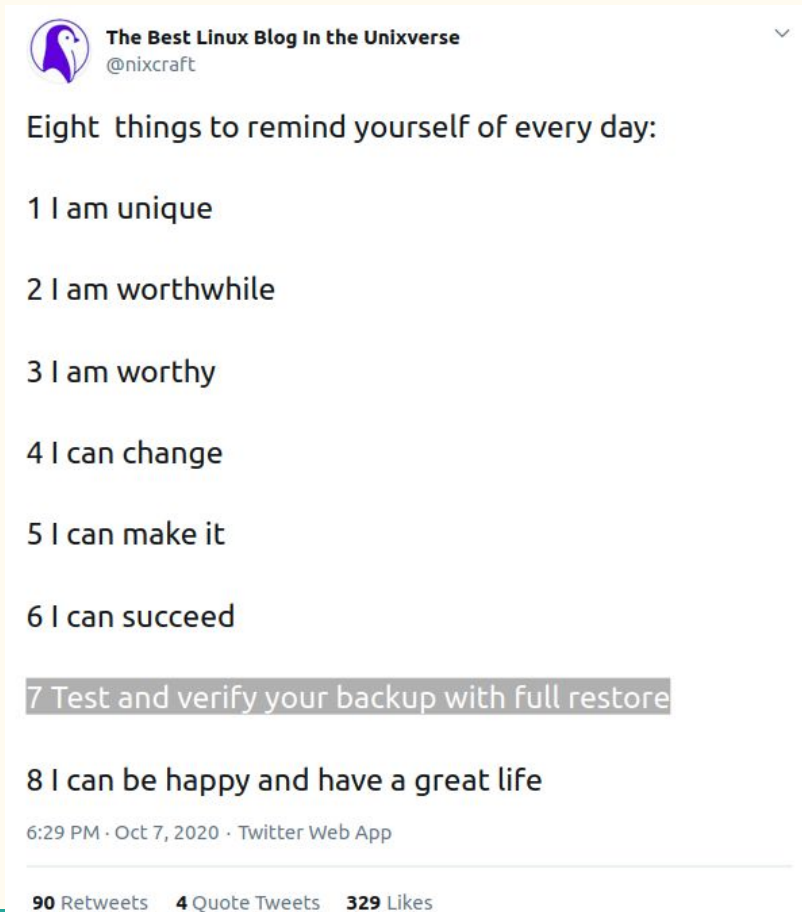 The Best Linux Blog In the Unixverse
@nixcraft
Eight  things to remind yourself of every day:
1 I am unique
2 I am worthwhile
3 I am worthy
4 I can change
5 I can make it
6 I can succeed
7 Test and verify your backup with full restore
8 I can be happy and have a great life
6:29 PM · Oct 7, 2020 · Twitter Web App
90 Retweets 4 Quote Tweets 329 Likes